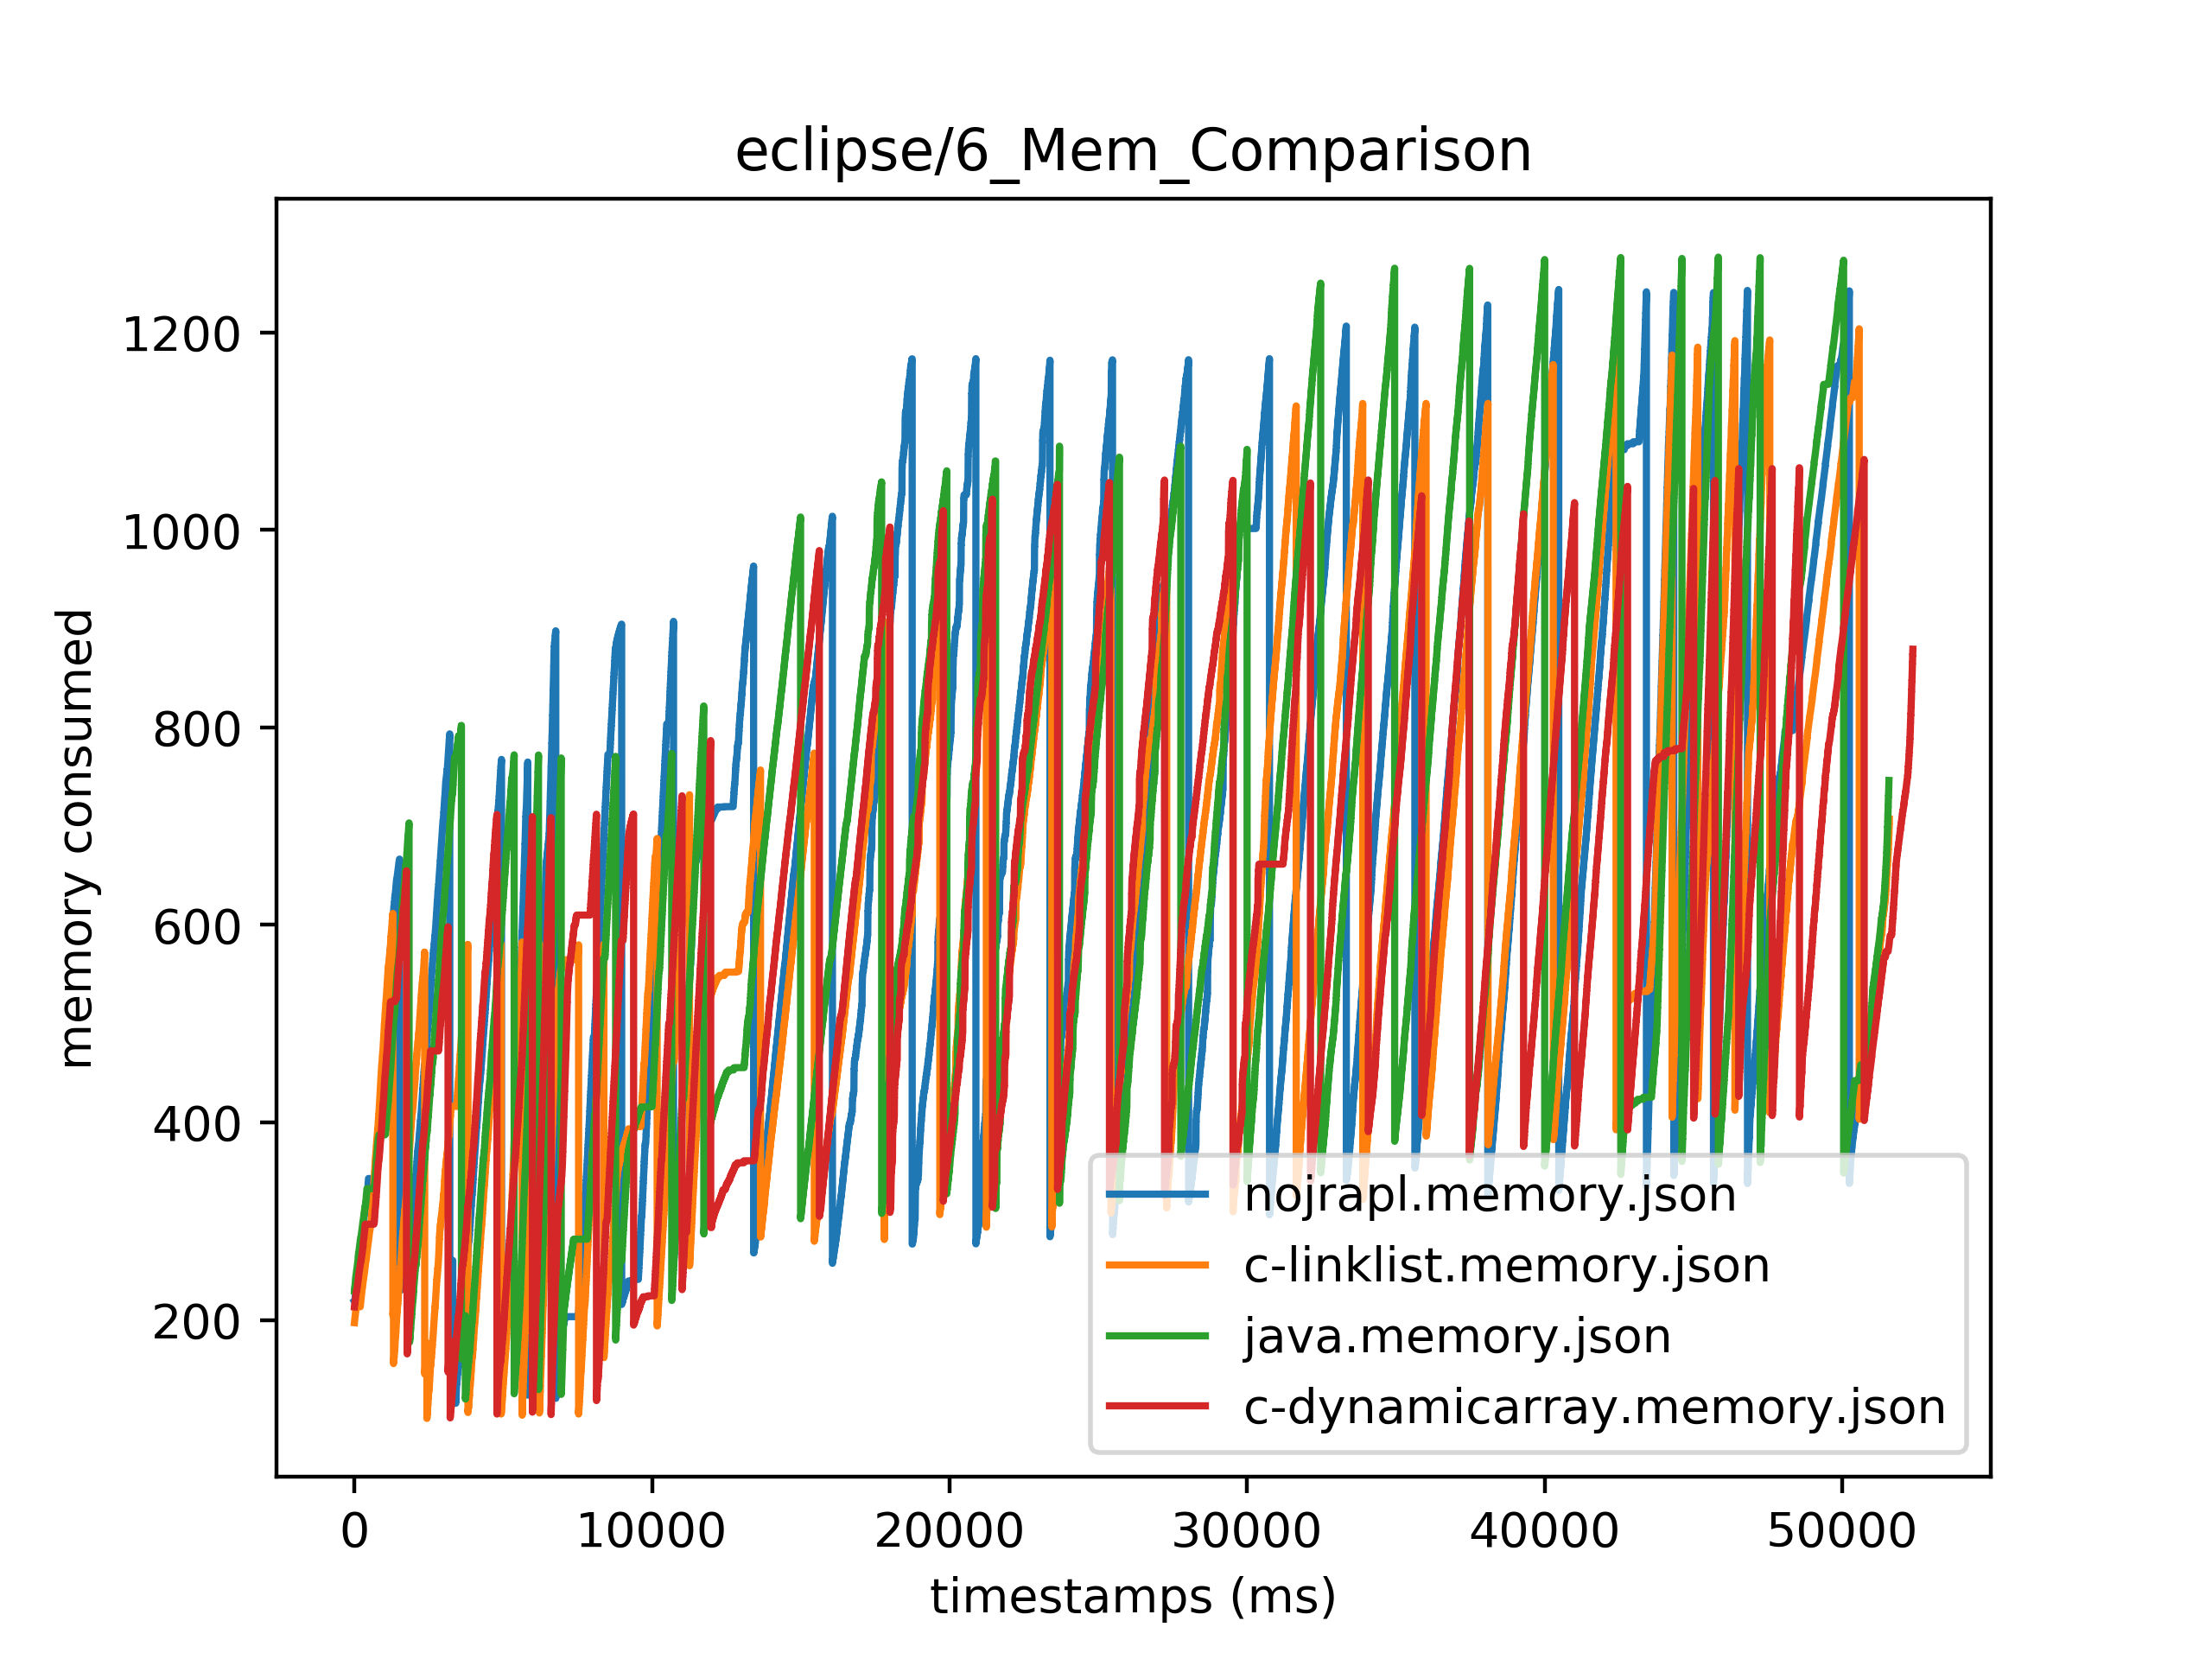 eclipse/6_Mem_Comparison
memory consumed
1200
1000
800
600
400
200
nojrapl.memory.json
c-linklist.memory.json
java.memory.json
c-dynamicarray.memory.json
0 10000 20000 30000 40000 50000
timestamps (ms)